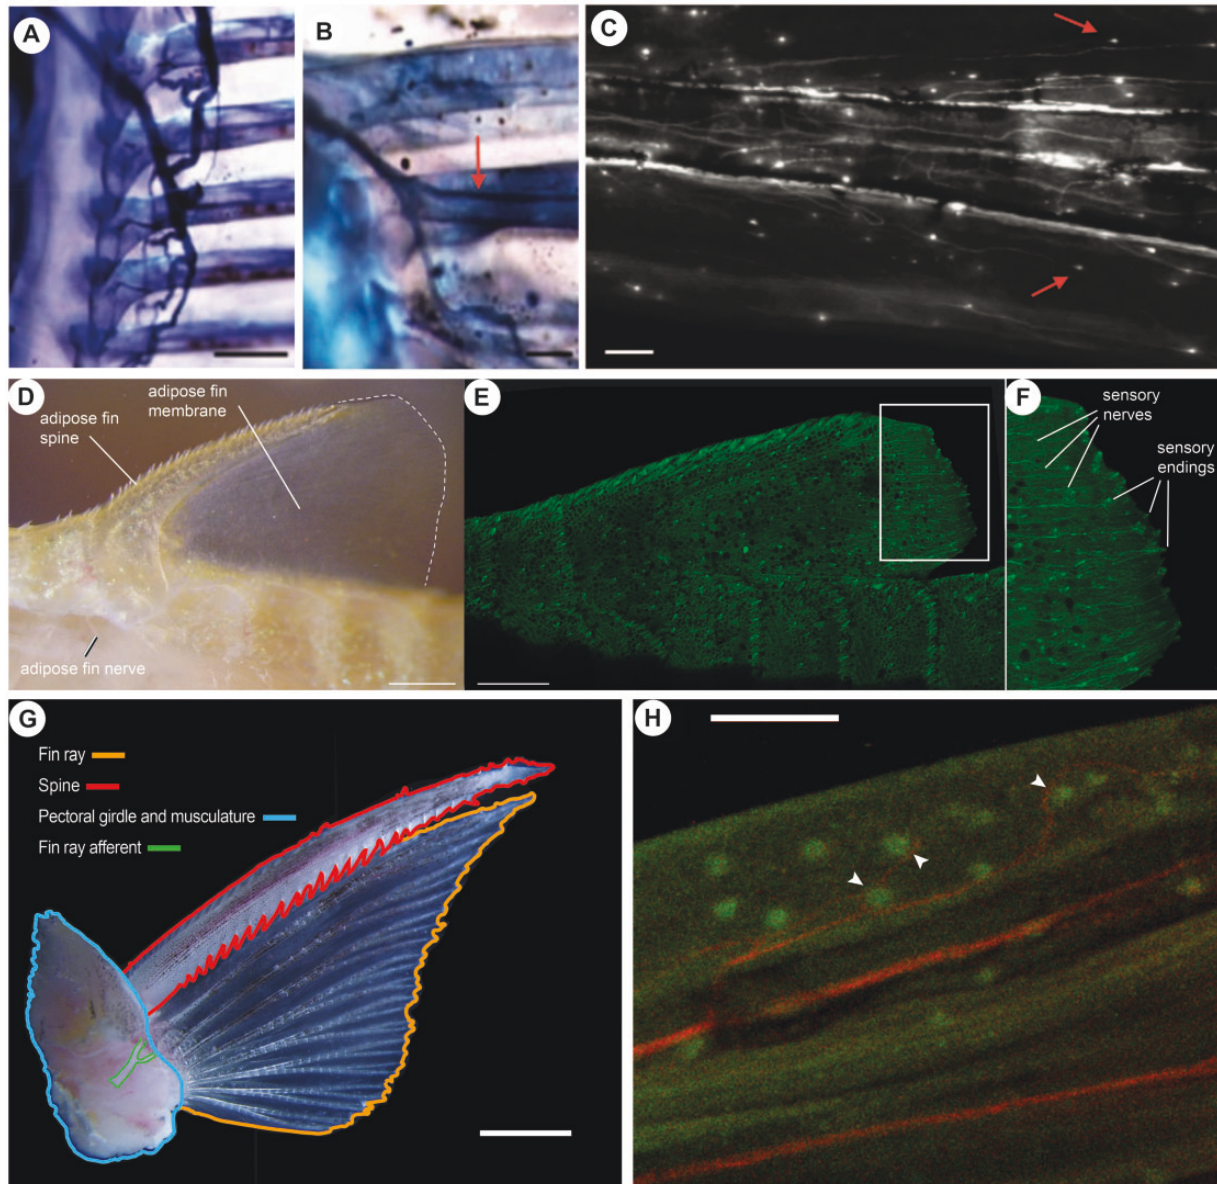 A
B
C
D
adipose fin
spine
adipose fin
membrane
adipose fin nerve
E
F
sensory
nerves
sensory
endings
G
Fin ray
Spine
Pectoral girdle and musculature
Fin ray afferent
H